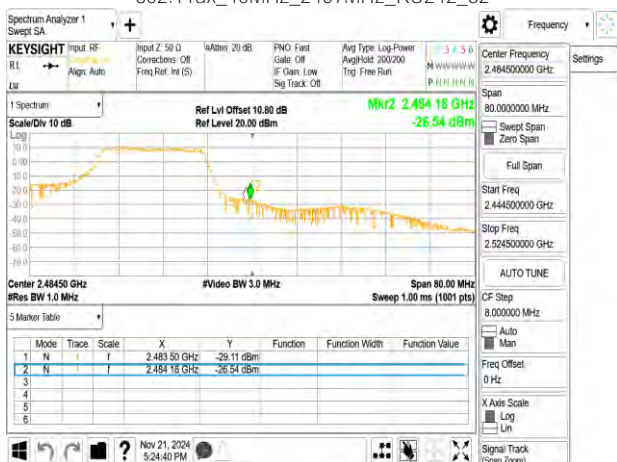 Spectrum Analyzer 1
Swept SA
+
Frequency
KEYSIGHT Input: RF
RL
Align: Auto
Input Z: 50 Ω
Corrections: Off
Freq Ref: Int (S)
#Atten: 20 dB
PNO: Fast
Gate: Off
IF Gain: Low
Sig Track: Off
Avg Type: Log-Power
Avg|Hold: 200/200
Trig: Free Run
3 4 5 6
M W W W W W W
P N N N N N
Center Frequency
2.484500000 GHz
Settings
Span
80.0000000 MHz
Swept Span
Zero Span
Full Span
Start Freq
2.444500000 GHz
Stop Freq
2.524500000 GHz
AUTO TUNE
CF Step
8.000000 MHz
Auto
Man
Freq Offset
0 Hz
X Axis Scale
Log
Lin
Signal Track
(Span Zoom)
1 Spectrum
Scale/Div 10 dB
Ref Lvl Offset 10.80 dB
Ref Level 20.00 dBm
Mkr2 2.484 18 GHz
-26.54 dBm
Log
10.0
0.00
-10.0
-20.0
-30.0
-40.0
-50.0
-60.0
-70.0
2
Center 2.48450 GHz
#Res BW 1.0 MHz
#Video BW 3.0 MHz
Span 80.00 MHz
Sweep 1.00 ms (1001 pts)
5 Marker Table
Mode Trace Scale X Y Function Function Width Function Value
1 N 1 f 2.483 50 GHz -29.11 dBm
2 N 1 f 2.484 18 GHz -26.54 dBm
3
4
5
6
?
Nov 21, 2024
5:24:40 PM